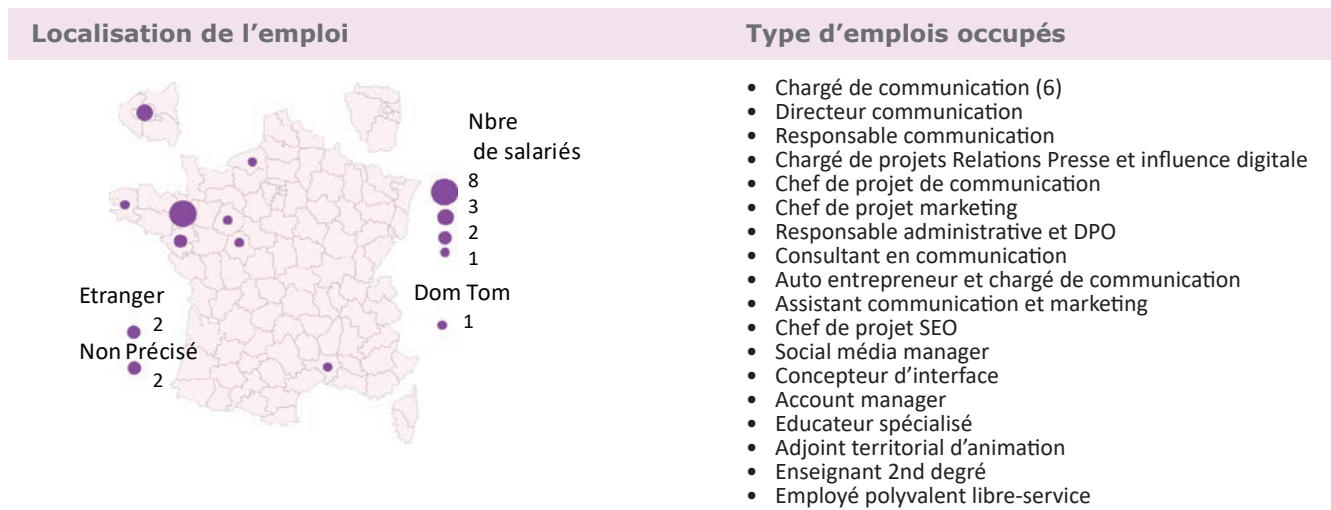 Localisation de l’emploi
Nbre
de salariés
8
3
2
1
Etranger
2
Non Précisé
2
Dom Tom
1
Type d’emplois occupés
• Chargé de communication (6)
• Directeur communication
• Responsable communication
• Chargé de projets Relations Presse et influence digitale
• Chef de projet de communication
• Chef de projet marketing
• Responsable administrative et DPO
• Consultant en communication
• Auto entrepreneur et chargé de communication
• Assistant communication et marketing
• Chef de projet SEO
• Social média manager
• Concepteur d’interface
• Account manager
• Educateur spécialisé
• Adjoint territorial d’animation
• Enseignant 2nd degré
• Employé polyvalent libre-service